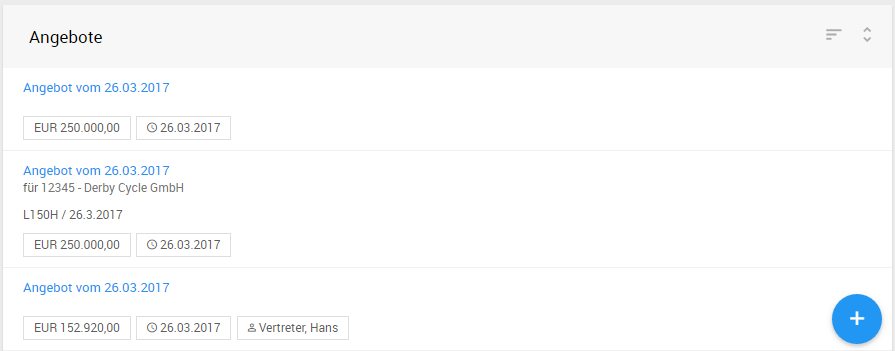 Angebote
Angebot vom 26.03.2017
EUR 250.000,00 26.03.2017
Angebot vom 26.03.2017
für 12345 - Derby Cycle GmbH
L150H / 26.3.2017
EUR 250.000,00 26.03.2017
Angebot vom 26.03.2017
EUR 152.920,00 26.03.2017 Vertreter, Hans